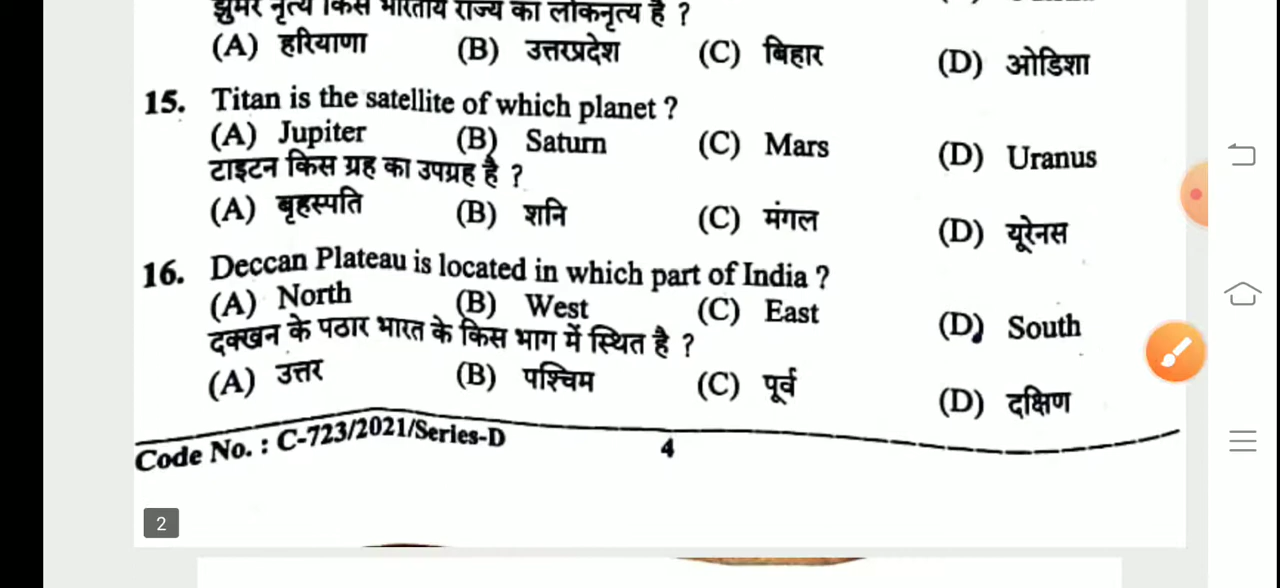 झुमर नृत्य किस भारतीय राज्य का लोकनृत्य है ?
(A) हरियाणा (B) उत्तरप्रदेश (C) बिहार (D) ओडिशा
15. Titan is the satellite of which planet ?
(A) Jupiter (B) Saturn (C) Mars (D) Uranus
टाइटन किस ग्रह का उपग्रह है ?
(A) बृहस्पति (B) शनि (C) मंगल (D) यूरेनस
16. Deccan Plateau is located in which part of India ?
(A) North (B) West (C) East (D) South
दक्खन के पठार भारत के किस भाग में स्थित है ?
(A) उत्तर (B) पश्चिम (C) पूर्व (D) दक्षिण
Code No. : C-723/2021/Series-D 4
2